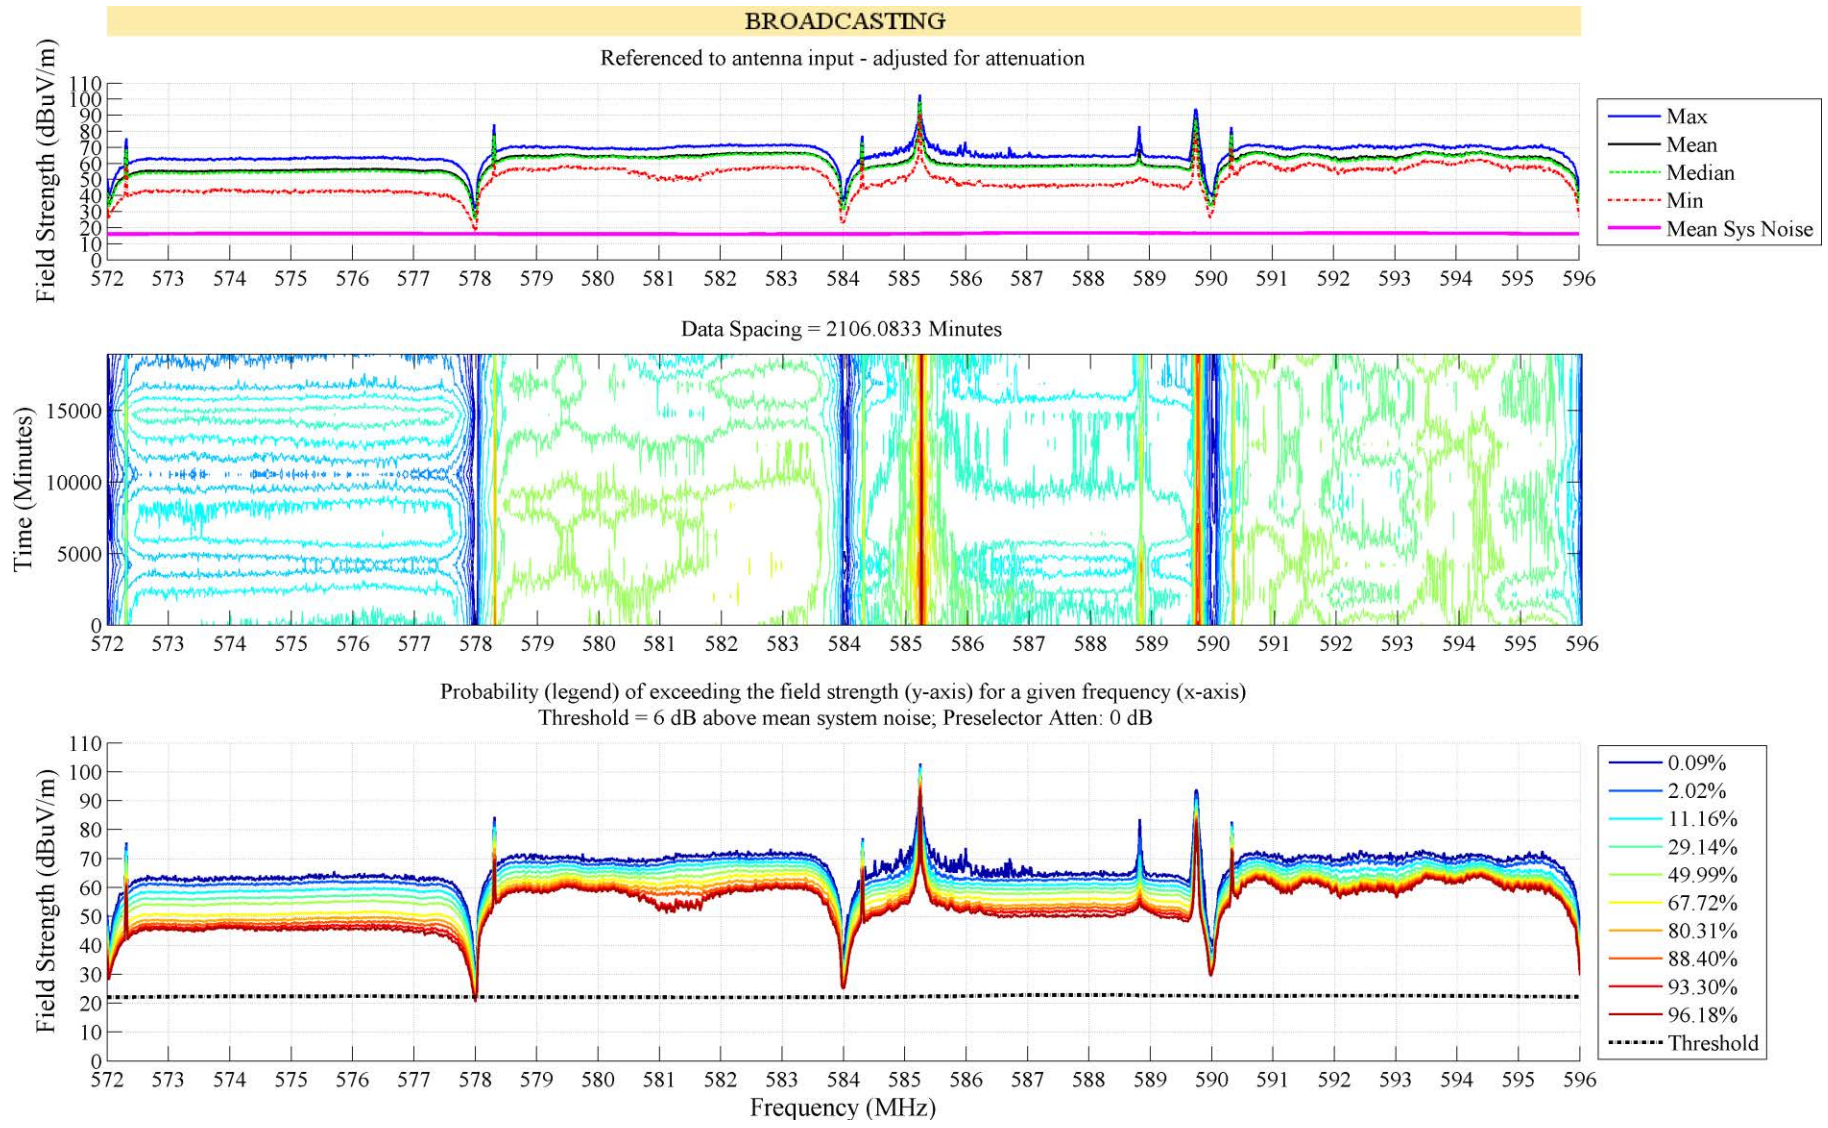 BROADCASTING
Referenced to antenna input - adjusted for attenuation
Field Strength (dBuV/m)
110
100
90
80
70
60
50
40
30
20
10
0
572 573 574 575 576 577 578 579 580 581 582 583 584 585 586 587 588 589 590 591 592 593 594 595 596
Max
Mean
Median
Min
Mean Sys Noise
Data Spacing = 2106.0833 Minutes
Time (Minutes)
15000
10000
5000
0
572 573 574 575 576 577 578 579 580 581 582 583 584 585 586 587 588 589 590 591 592 593 594 595 596
Probability (legend) of exceeding the field strength (y-axis) for a given frequency (x-axis)
Threshold = 6 dB above mean system noise; Preselector Atten: 0 dB
Field Strength (dBuV/m)
110
100
90
80
70
60
50
40
30
20
10
0
572 573 574 575 576 577 578 579 580 581 582 583 584 585 586 587 588 589 590 591 592 593 594 595 596
Frequency (MHz)
0.09%
2.02%
11.16%
29.14%
49.99%
67.72%
80.31%
88.40%
93.30%
96.18%
Threshold